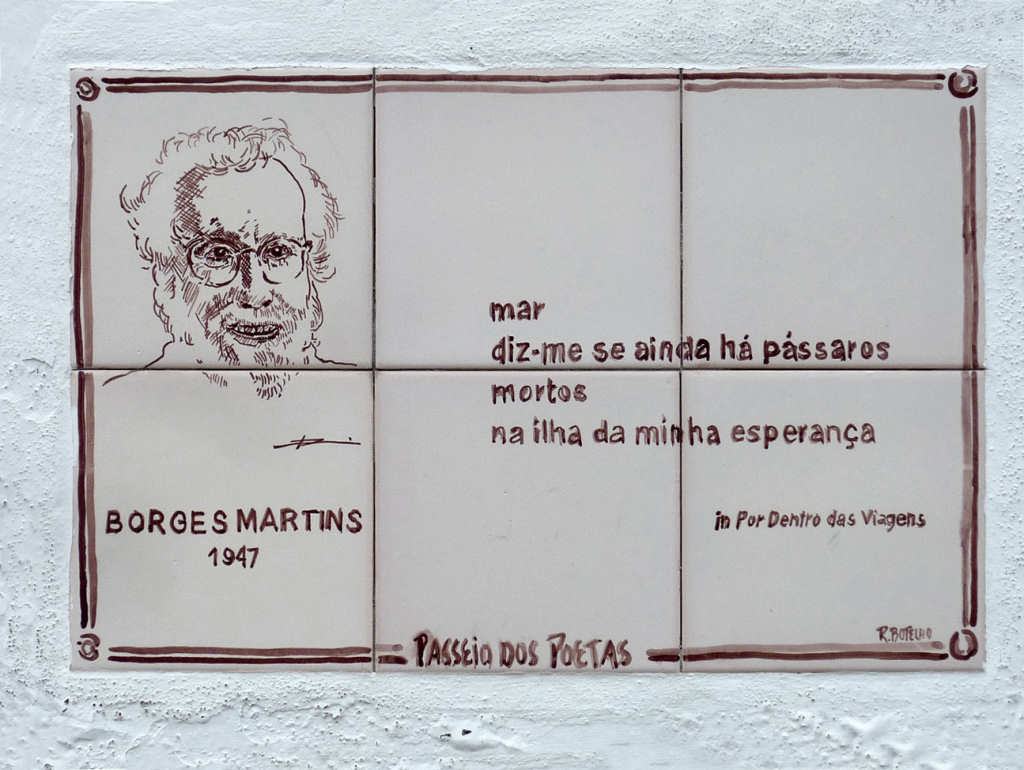 mar
diz-me se ainda há pássaros
mortos
na ilha da minha esperança
BORGES MARTINS
1947
in Por Dentro das Viagens
R. BOTELHO
PASSEIO DOS POETAS